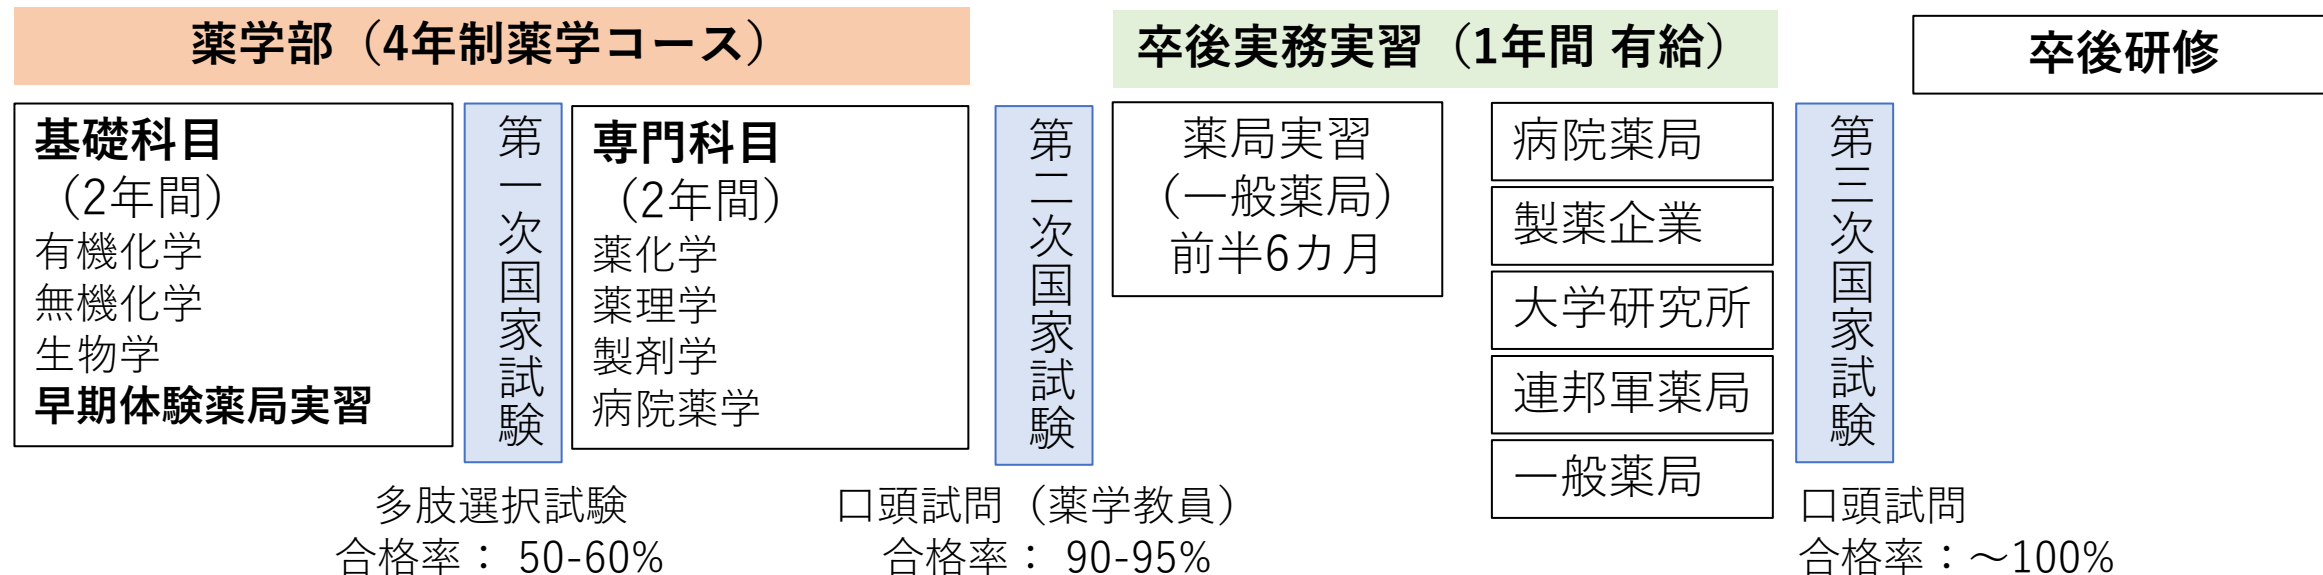 薬学部（4年制薬学コース）
卒後実務実習（1年間 有給）
卒後研修
基礎科目
（2年間）
有機化学
無機化学
生物学
早期体験薬局実習
第一次国家試験
専門科目
（2年間）
薬化学
薬理学
製剤学
病院薬学
第二次国家試験
薬局実習
（一般薬局）
前半6カ月
病院薬局
製薬企業
大学研究所
連邦軍薬局
一般薬局
第三次国家試験
多肢選択試験
合格率： 50-60%
口頭試問（薬学教員）
合格率： 90-95%
口頭試問
合格率：～100%